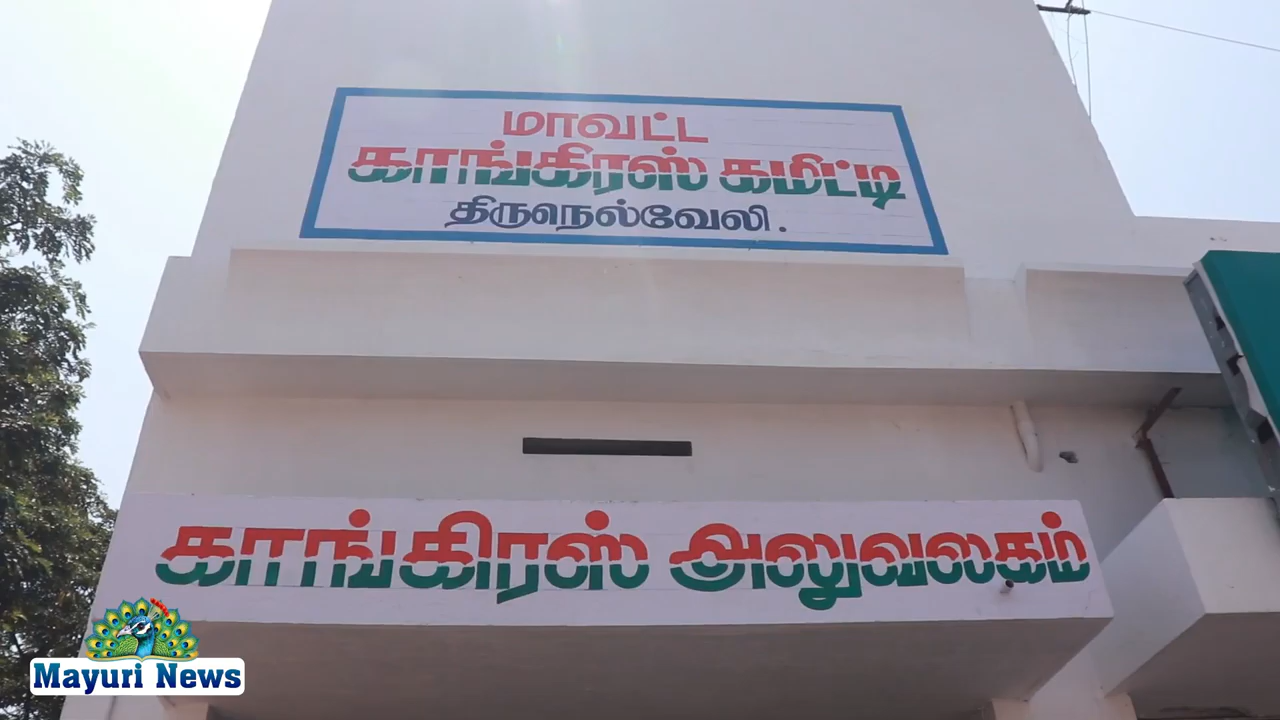 மாவட்ட
காங்கிரஸ் கமிட்டி
திருநெல்வேலி.
காங்கிரஸ் அலுவலகம்
Mayuri News